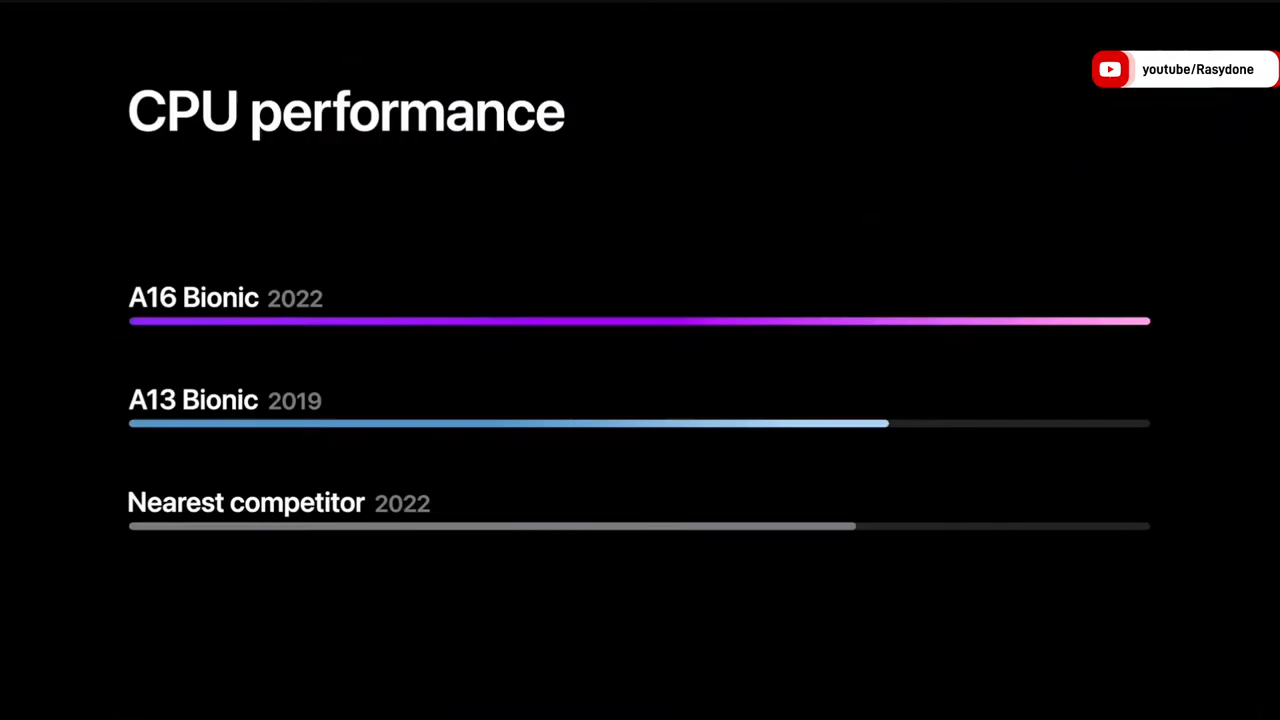 youtube/Rasydone
CPU performance
A16 Bionic 2022
A13 Bionic 2019
Nearest competitor 2022